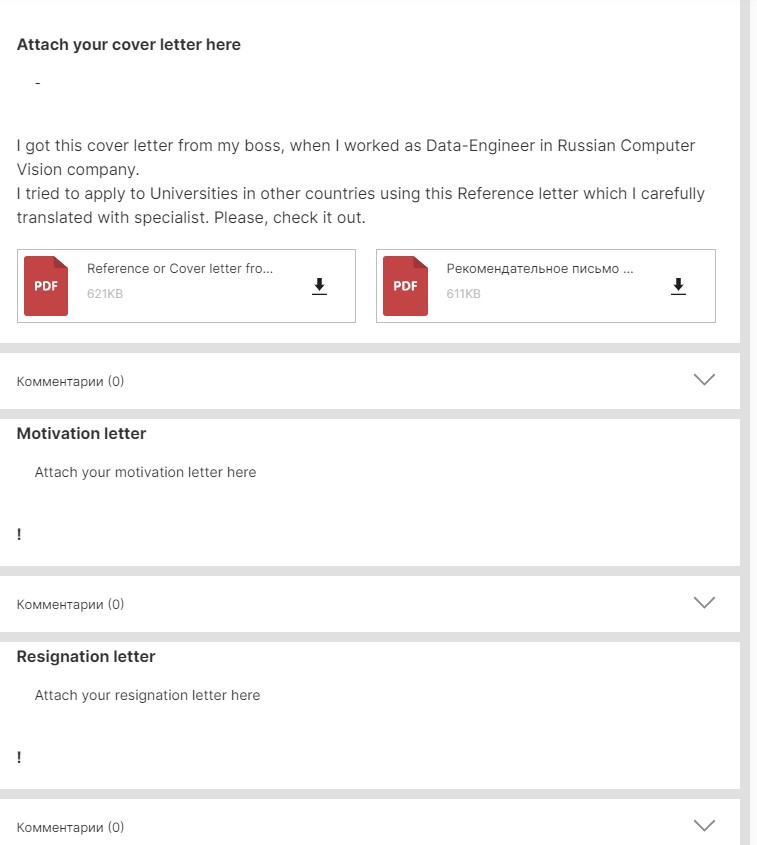 Attach your cover letter here
-
I got this cover letter from my boss, when I worked as Data-Engineer in Russian Computer
Vision company.
I tried to apply to Universities in other countries using this Reference letter which I carefully
translated with specialist. Please, check it out.
PDF
Reference or Cover letter fro...
621KB
PDF
Рекомендательное письмо ...
611KB
Комментарии (0)
Motivation letter
Attach your motivation letter here
!
Комментарии (0)
Resignation letter
Attach your resignation letter here
!
Комментарии (0)